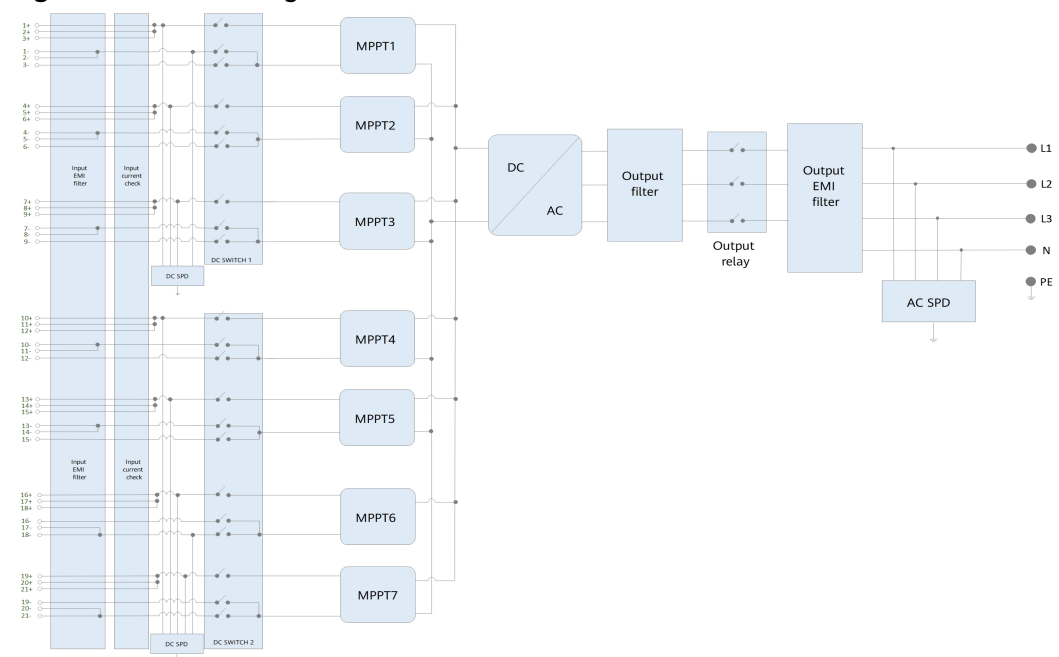 1+
2+
3+
1-
2-
3-
MPPT1
4+
5+
6+
4-
5-
6-
MPPT2
Input
EMI
filter
Input
current
check
7+
8+
9+
7-
8-
9-
MPPT3
DC SWITCH 1
DC SPD
DC
AC
Output
filter
Output
relay
Output
EMI
filter
L1
L2
L3
N
PE
AC SPD
10+
11+
12+
10-
11-
12-
MPPT4
13+
14+
15+
13-
14-
15-
MPPT5
Input
EMI
filter
Input
current
check
16+
17+
18+
16-
17-
18-
MPPT6
19+
20+
21+
19-
20-
21-
MPPT7
DC SPD
DC SWITCH 2